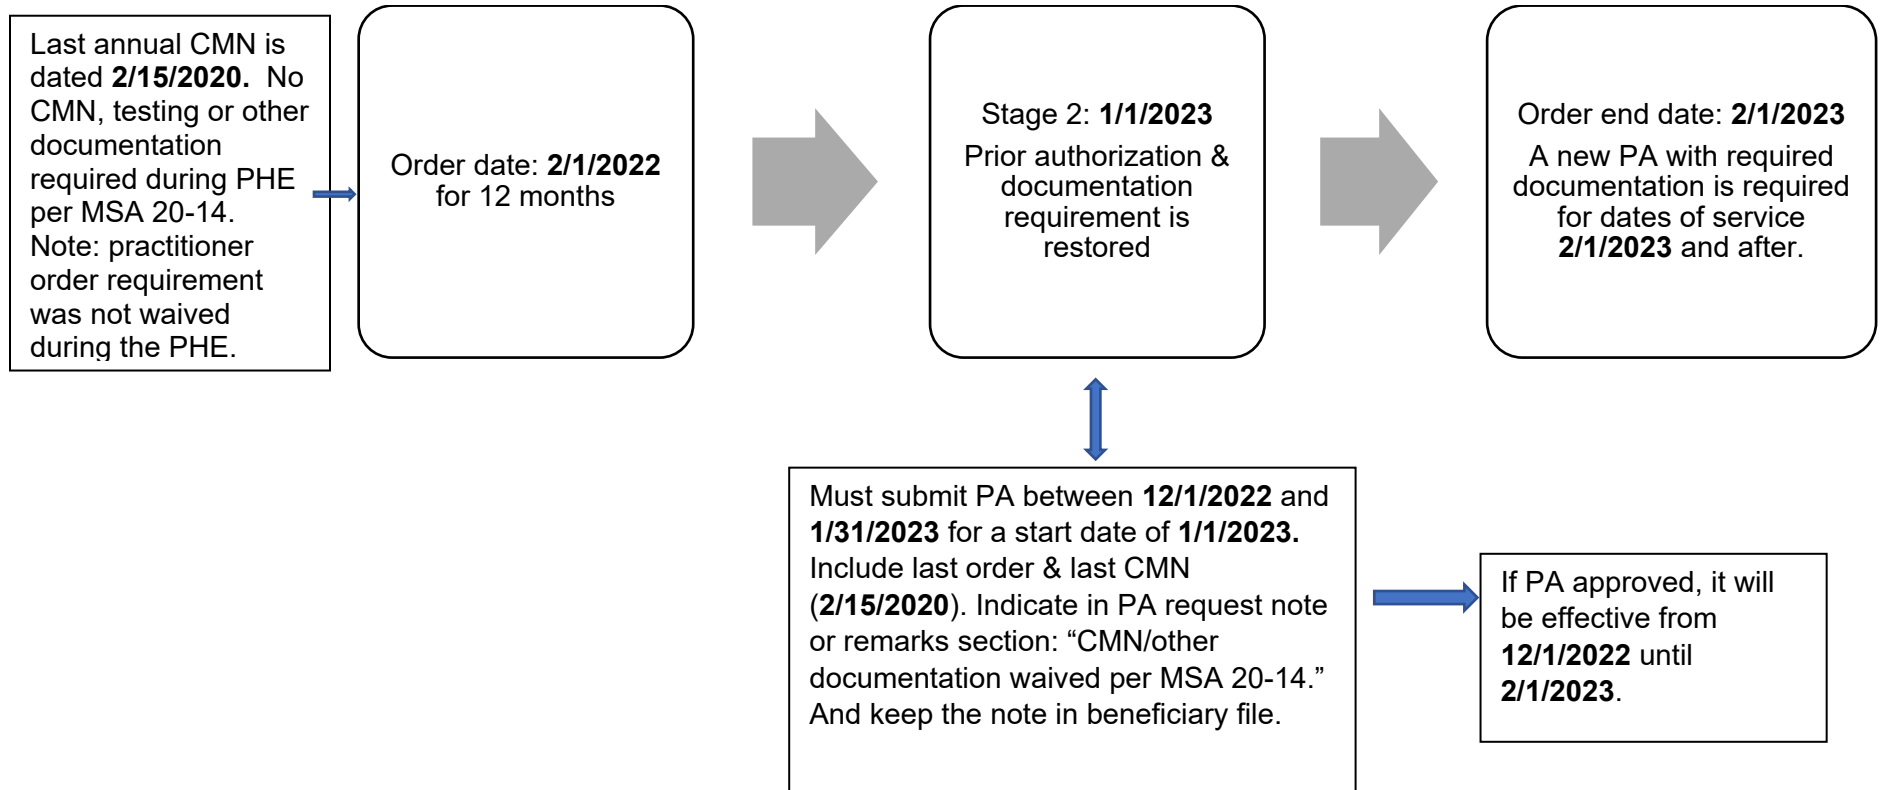 Last annual CMN is
dated 2/15/2020.  No
CMN, testing or other
documentation
required during PHE
per MSA 20-14.
Note: practitioner
order requirement
was not waived
during the PHE.
Order date: 2/1/2022
for 12 months
Stage 2: 1/1/2023
Prior authorization &
documentation
requirement is
restored
Order end date: 2/1/2023
A new PA with required
documentation is required
for dates of service
2/1/2023 and after.
Must submit PA between 12/1/2022 and
1/31/2023 for a start date of 1/1/2023.
Include last order & last CMN
(2/15/2020). Indicate in PA request note
or remarks section: “CMN/other
documentation waived per MSA 20-14.”
And keep the note in beneficiary file.
If PA approved, it will
be effective from
12/1/2022 until
2/1/2023.